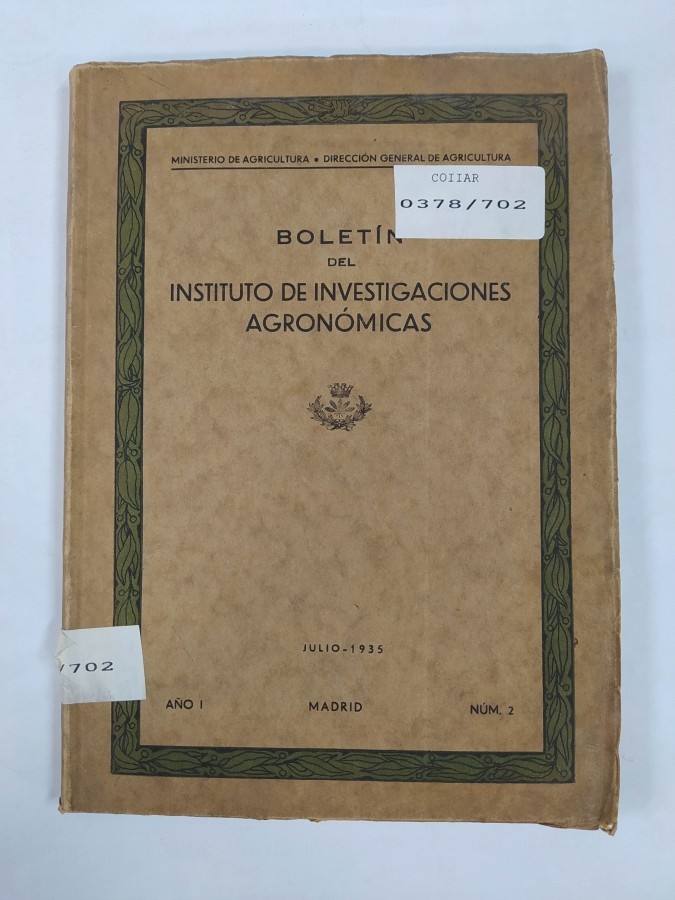 MINISTERIO DE AGRICULTURA • DIRECCIÓN GENERAL DE AGRICULTURA
COIIAR
0378/702
BOLETÍN
DEL
INSTITUTO DE INVESTIGACIONES
AGRONÓMICAS
JULIO-1935
/702
AÑO I MADRID NÚM. 2